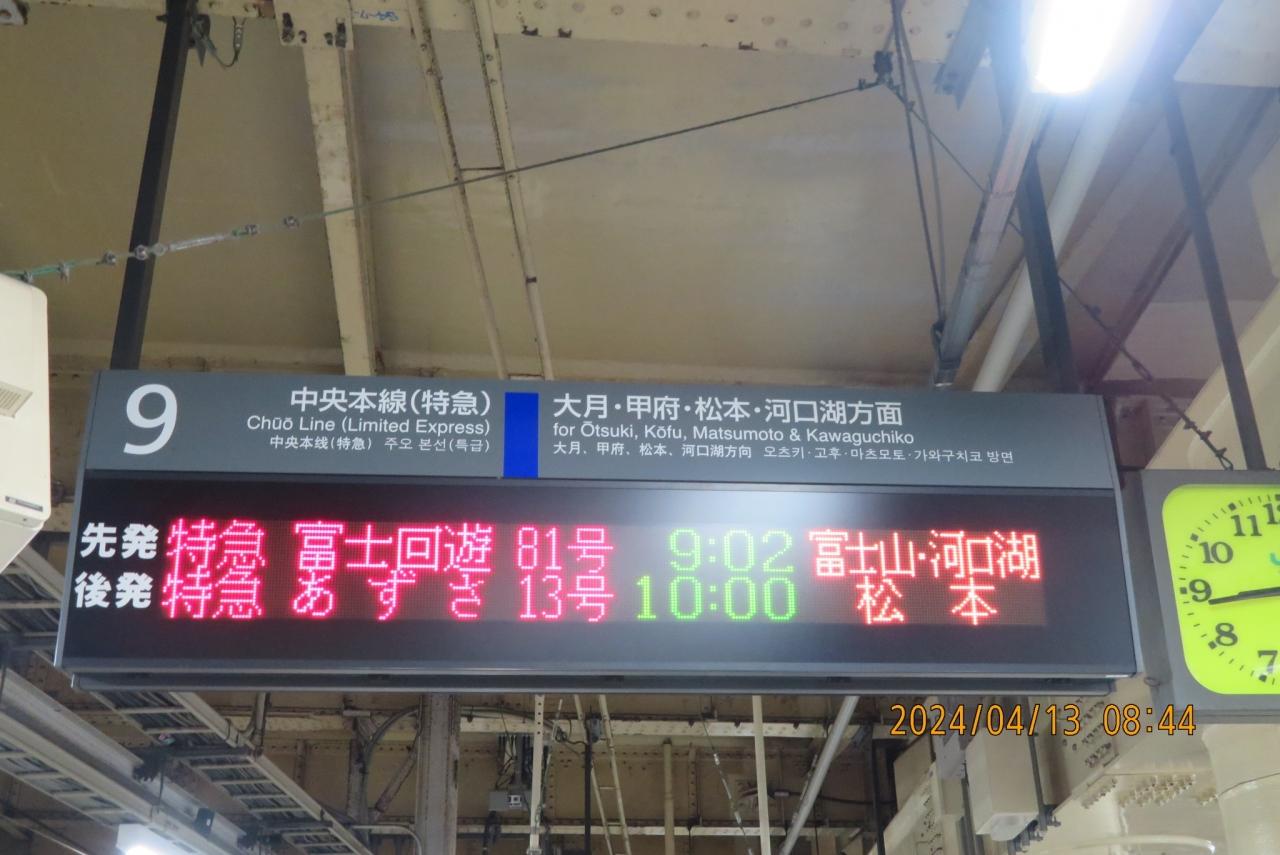 9
中央本線(特急)
Chūō Line (Limited Express)
中央本线(特急) 주오 본선(특급)
大月・甲府・松本・河口湖方面
for Ōtsuki, Kōfu, Matsumoto & Kawaguchiko
大月、甲府、松本、河口湖方向 오츠키·고후·마츠모토·가와구치코 방면
先発 特急 富士回遊 81号 9:02 富士山・河口湖
後発 特急 あずさ 13号 10:00 松本
11
10
9
8
7
2024/04/13 08:44